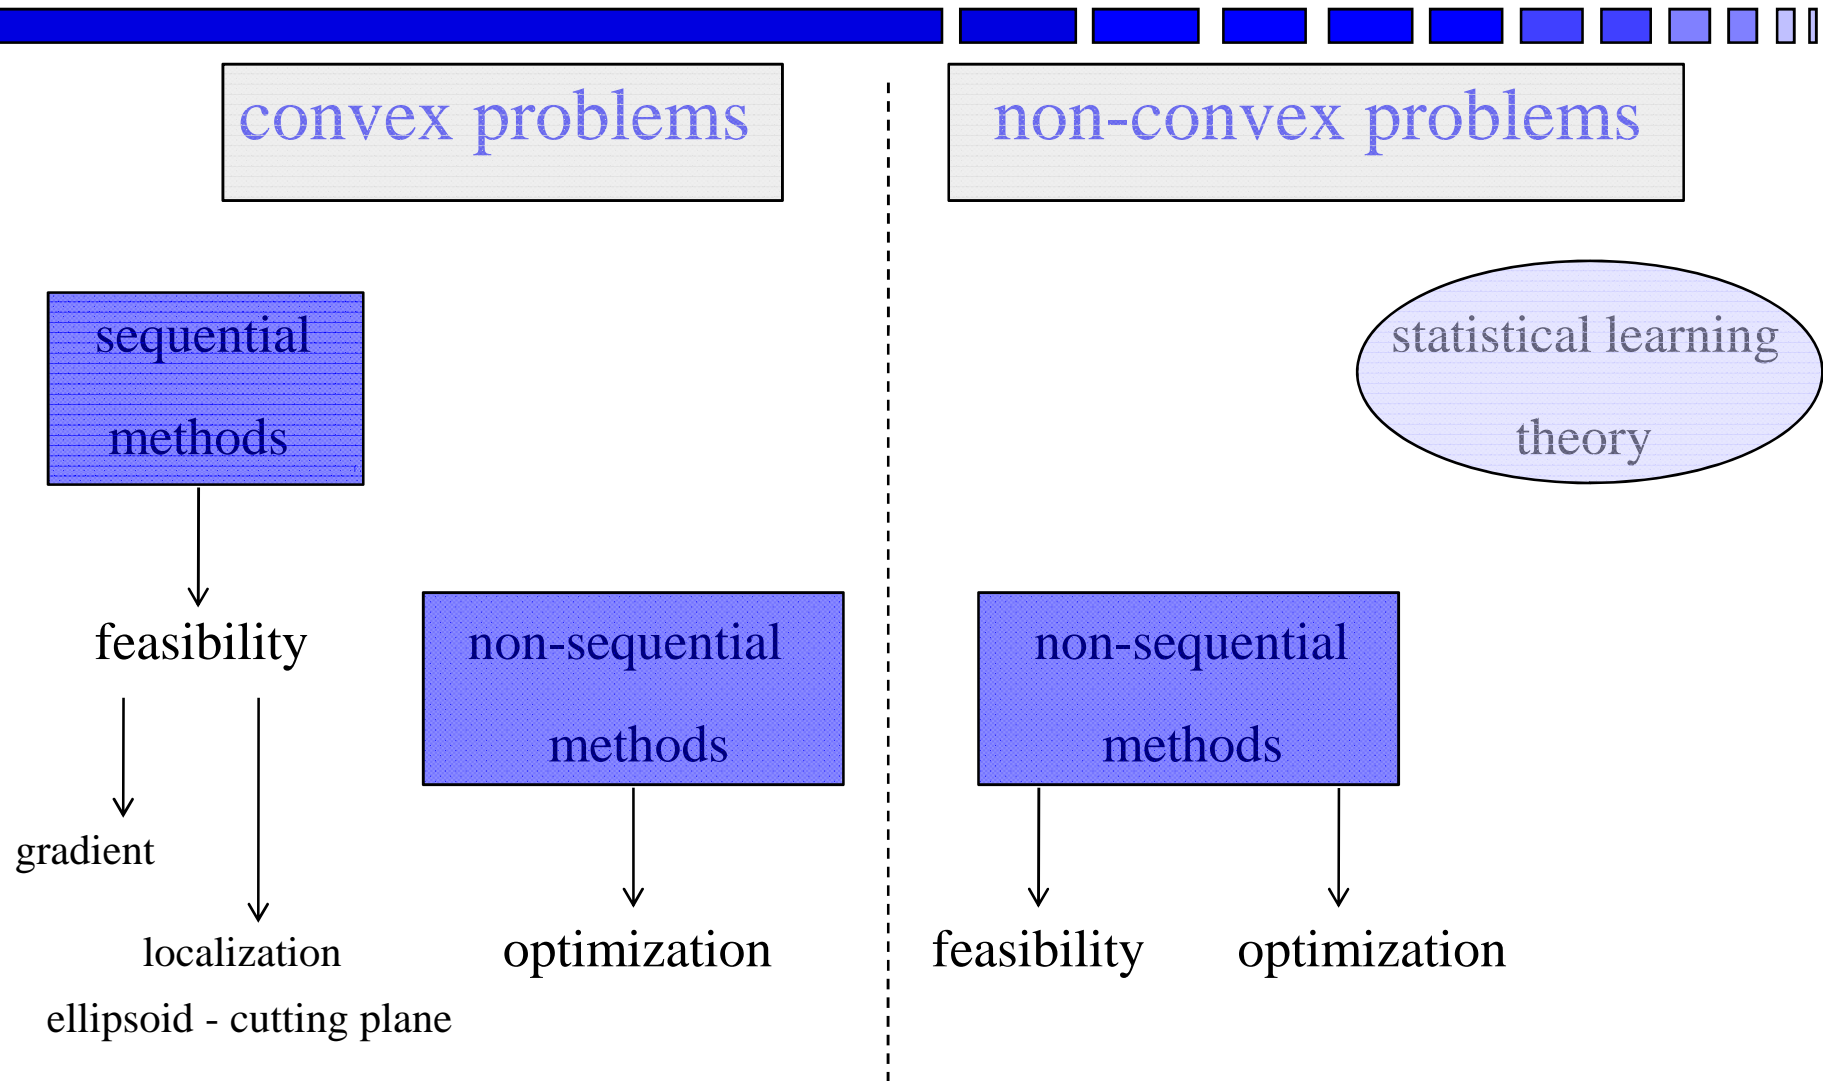 convex problems
non-convex problems
sequential
methods
statistical learning
theory
feasibility
non-sequential
methods
non-sequential
methods
gradient
localization
ellipsoid - cutting plane
optimization
feasibility
optimization